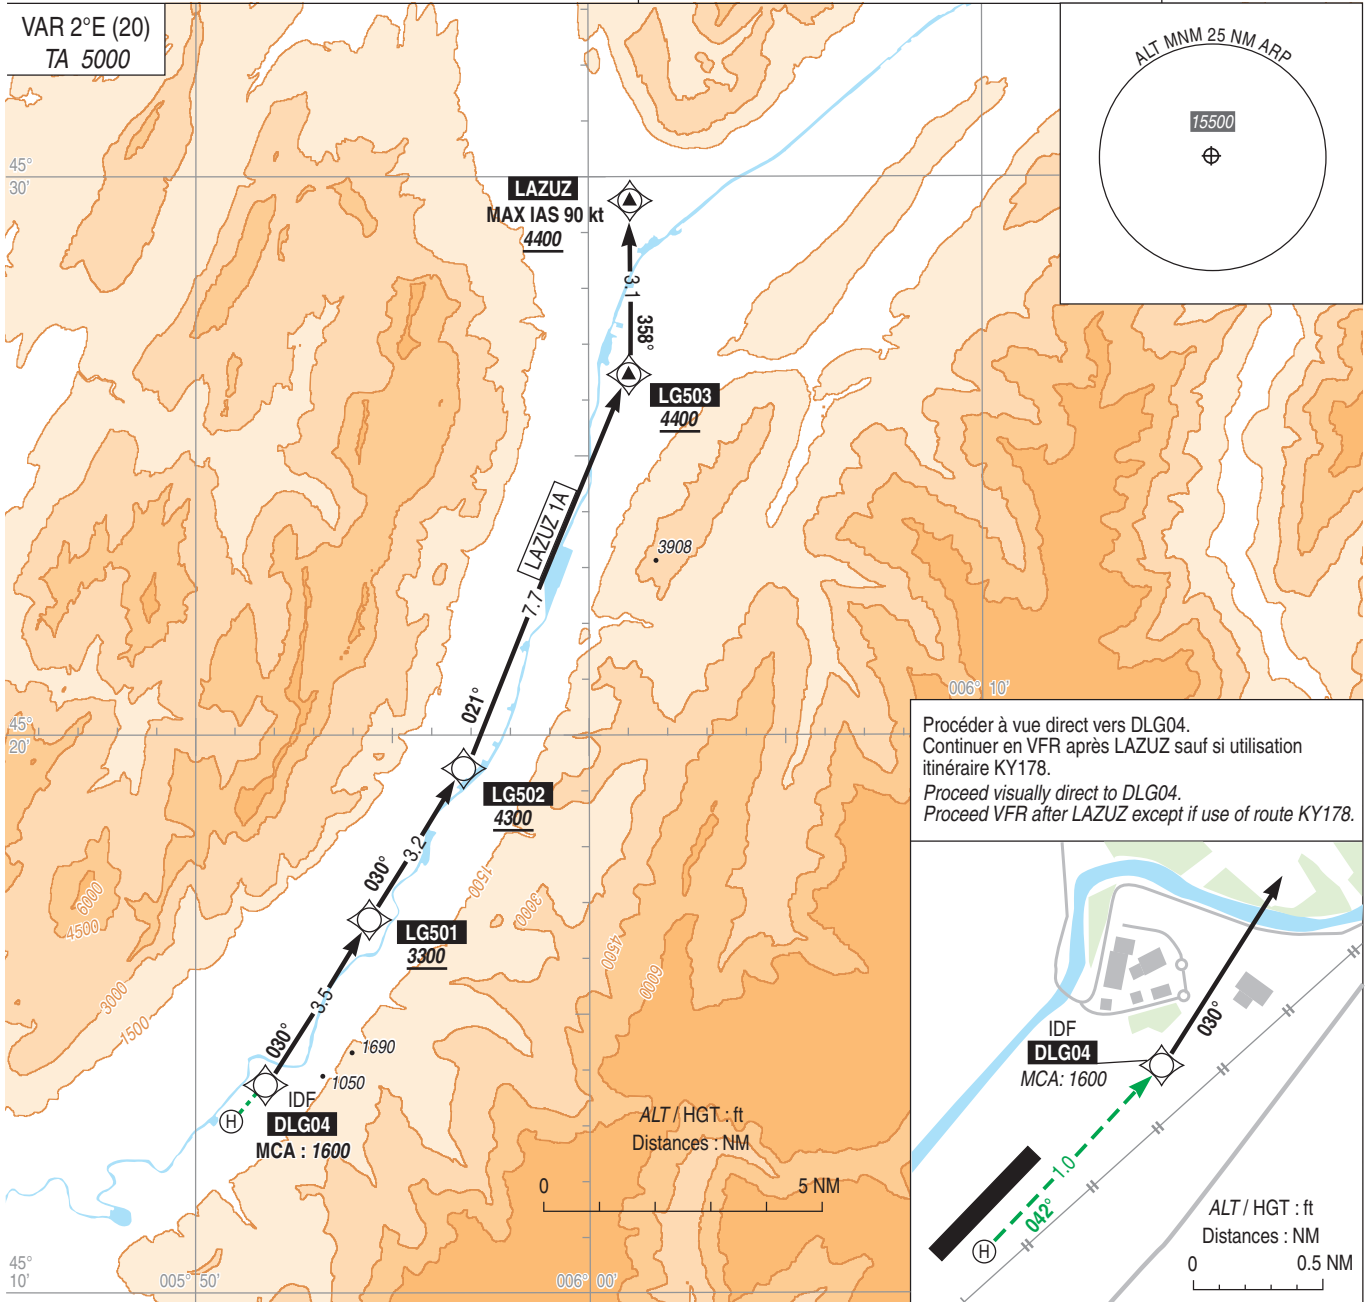 VAR 2°E (20)
TA 5000
ALT MNM 25 NM ARP
15500
45°
30'
LAZUZ
MAX IAS 90 kt
4400
3.1
358°
LG503
4400
LAZUZ 1A
3908
7.7
021°
006° 10'
45°
20'
LG502
4300
3.2
030°
1500
3000
4500
6000
6000
4500
3000
1500
LG501
3300
3.5
030°
1690
1050
IDF
DLG04
MCA : 1600
H
ALT / HGT : ft
Distances : NM
0 5 NM
45°
10'
005° 50'
006° 00'
Procéder à vue direct vers DLG04.
Continuer en VFR après LAZUZ sauf si utilisation
itinéraire KY178.
Proceed visually direct to DLG04.
Proceed VFR after LAZUZ except if use of route KY178.
IDF
DLG04
MCA: 1600
030°
1.0
042°
H
ALT / HGT : ft
Distances : NM
0 0.5 NM